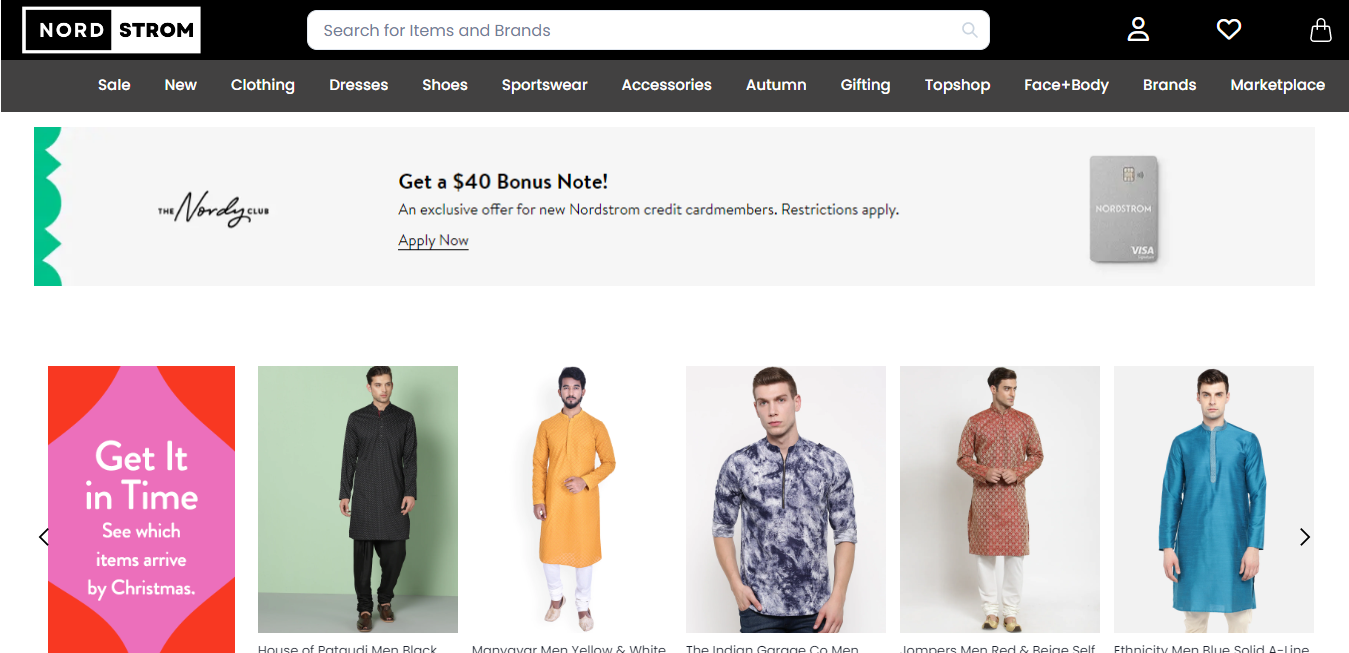 NORD STROM
Search for Items and Brands
Sale New Clothing Dresses Shoes Sportswear Accessories Autumn Gifting Topshop Face+Body Brands Marketplace
THE Nordy CLUB
Get a $40 Bonus Note!
An exclusive offer for new Nordstrom credit cardmembers. Restrictions apply.
Apply Now
NORDSTROM
VISA
Get It
in Time
See which
items arrive
by Christmas.
House of Pataudi Men Black
Manyavar Men Yellow & White
The Indian Garage Co Men
Jompers Men Red & Beige Self
Ethnicity Men Blue Solid A-Line